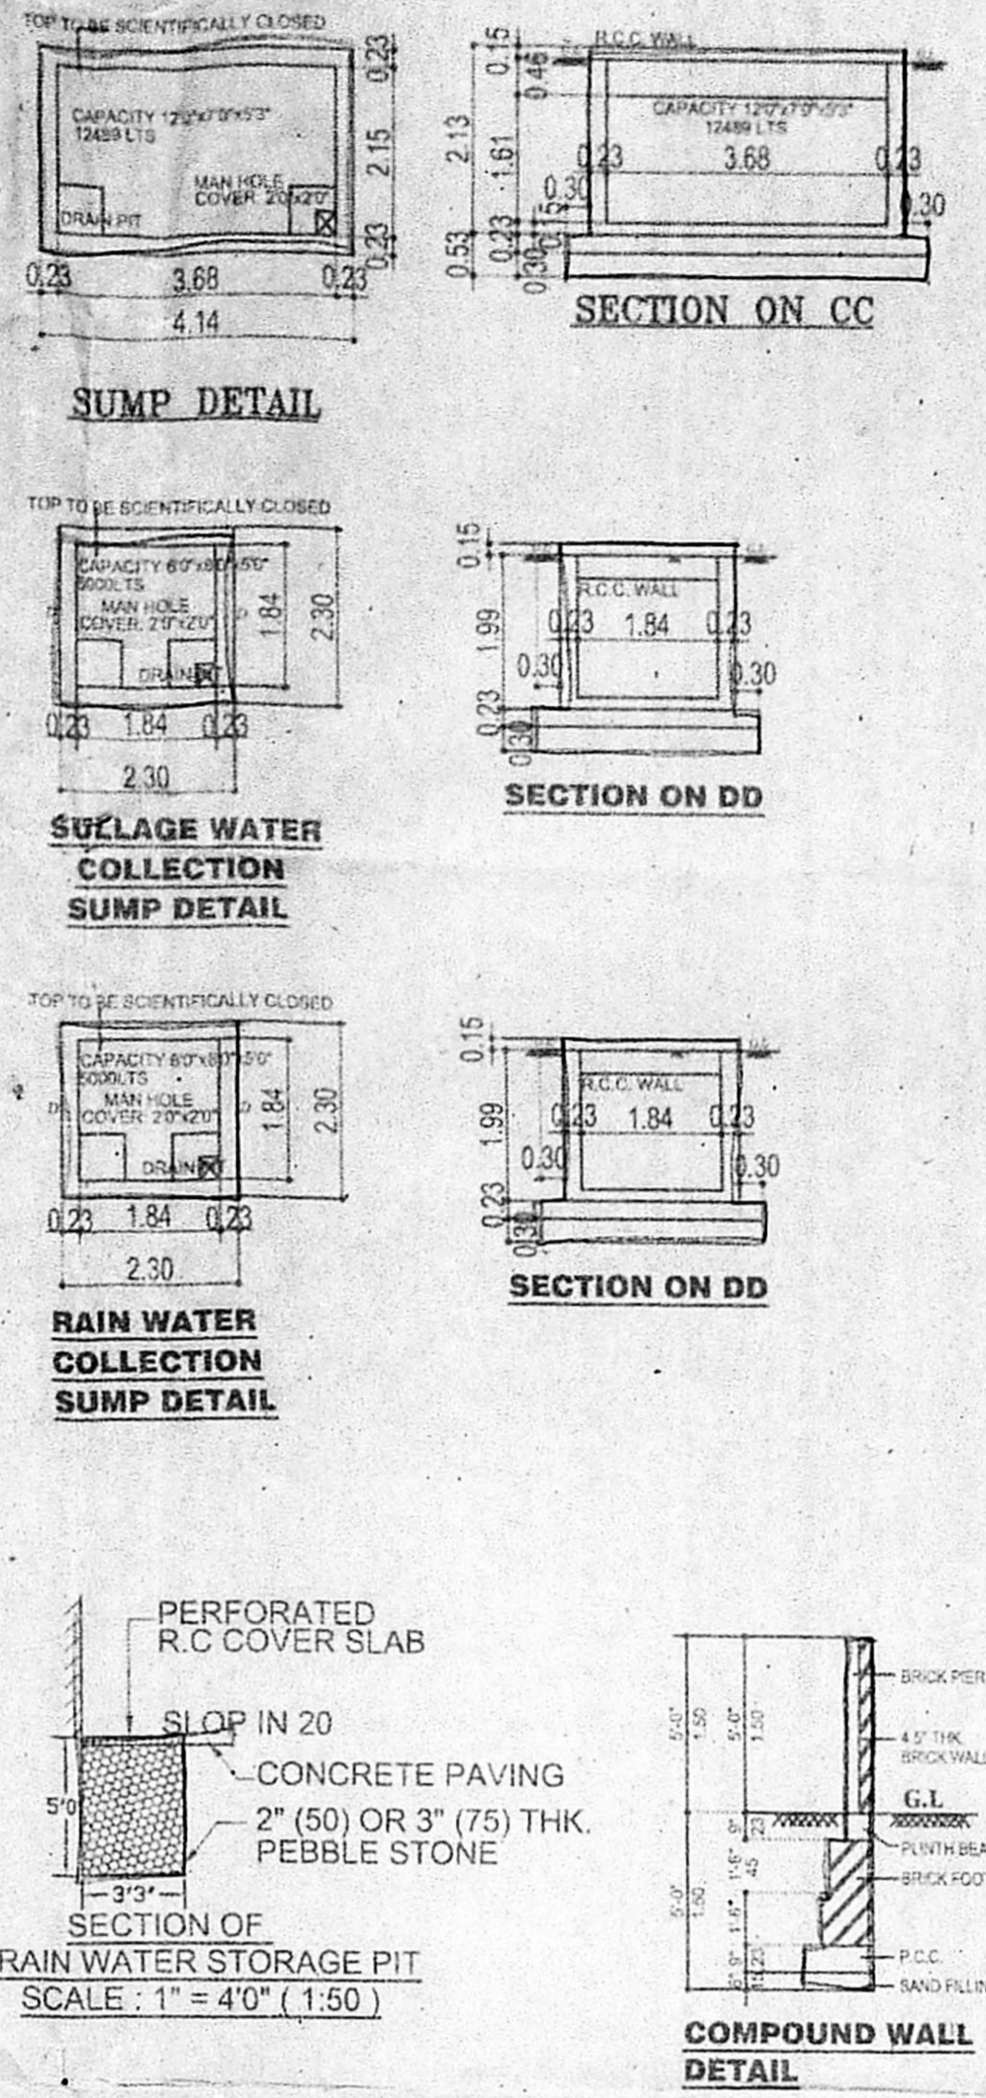 TOP TO BE SCIENTIFICALLY CLOSED
CAPACITY 12'0"x7'0"x5'3"
12489 LTS
MAN HOLE
COVER 2'0"x2'0"
DRAIN PIT
0.23
2.15
0.23
0.23 3.68 0.23
4.14
SUMP DETAIL
R.C.C. WALL
CAPACITY 12'0"x7'0"x5'3"
12489 LTS
0.15
0.46
2.13
1.61
0.23 3.68 0.23
0.30
0.30
0.15
0.53
0.23
0.30
SECTION ON CC
TOP TO BE SCIENTIFICALLY CLOSED
CAPACITY 6'0"x6'0"x5'0"
5000LTS
MAN HOLE
COVER 2'0"x2'0"
DRAIN
1.84
2.30
0.23 1.84 0.23
2.30
SULLAGE WATER
COLLECTION
SUMP DETAIL
0.15
R.C.C. WALL
1.99
0.23 1.84 0.23
0.30
0.30
0.23
0.30
SECTION ON DD
TOP TO BE SCIENTIFICALLY CLOSED
CAPACITY 6'0"x6'0"x5'0"
5000LTS
MAN HOLE
COVER 2'0"x2'0"
DRAIN
1.84
2.30
0.23 1.84 0.23
2.30
RAIN WATER
COLLECTION
SUMP DETAIL
0.15
R.C.C. WALL
1.99
0.23 1.84 0.23
0.30
0.30
0.23
0.30
SECTION ON DD
PERFORATED
R.C COVER SLAB
SLOP IN 20
CONCRETE PAVING
2" (50) OR 3" (75) THK.
PEBBLE STONE
5'0
3'3"
SECTION OF
RAIN WATER STORAGE PIT
SCALE : 1" = 4'0" ( 1:50 )
5'-0"
1.50
5'-0"
1.50
BRICK PIER
4.5" THK.
BRICK WALL
G.L
9"
23
PLINTH BEA
1'-6"
45
BRICK FOOT
5'-0"
1.50
1'-6"
9"
23
P.C.C.
6"
15
SAND FILLIN
COMPOUND WALL
DETAIL